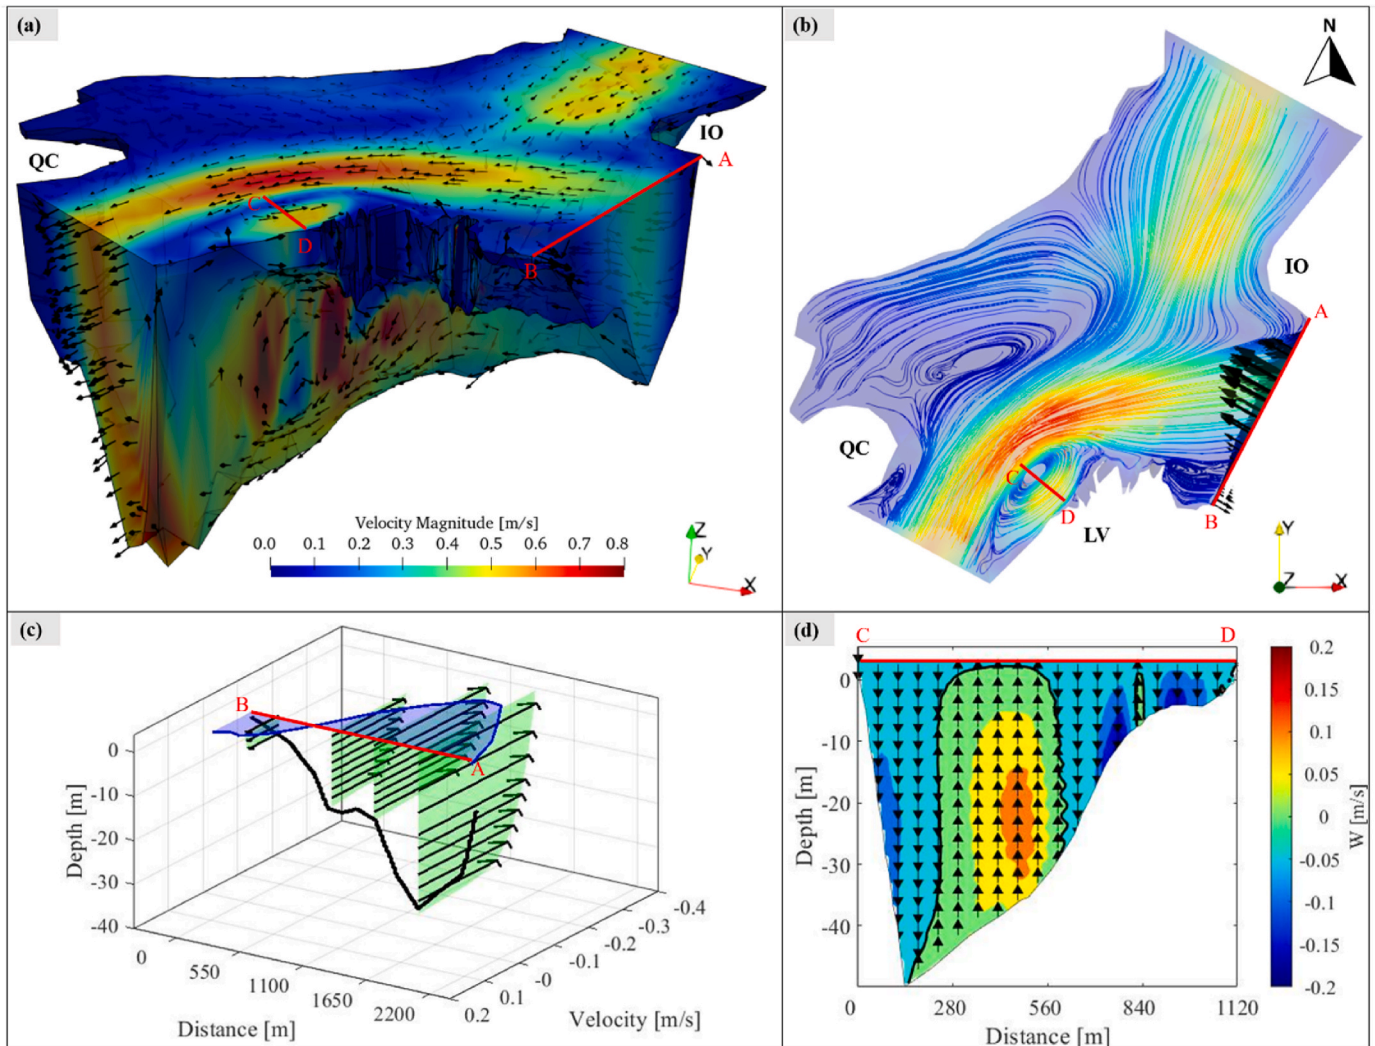 (a)
QC
IO
A
C
D
B
Velocity Magnitude [m/s]
0.0 0.1 0.2 0.3 0.4 0.5 0.6 0.7 0.8
Z
Y
X
(b)
N
IO
A
QC
C
D
B
LV
Y
Z
X
(c)
B
A
0
-10
-20
-30
-40
Depth [m]
0
550
1100
1650
2200
Distance [m]
0.2
0.1
-0
-0.1
-0.2
-0.3
-0.4
Velocity [m/s]
(d)
C
D
0
-10
-20
-30
-40
Depth [m]
0 280 560 840 1120
Distance [m]
0.2
0.15
0.1
0.05
0
-0.05
-0.1
-0.15
-0.2
W [m/s]